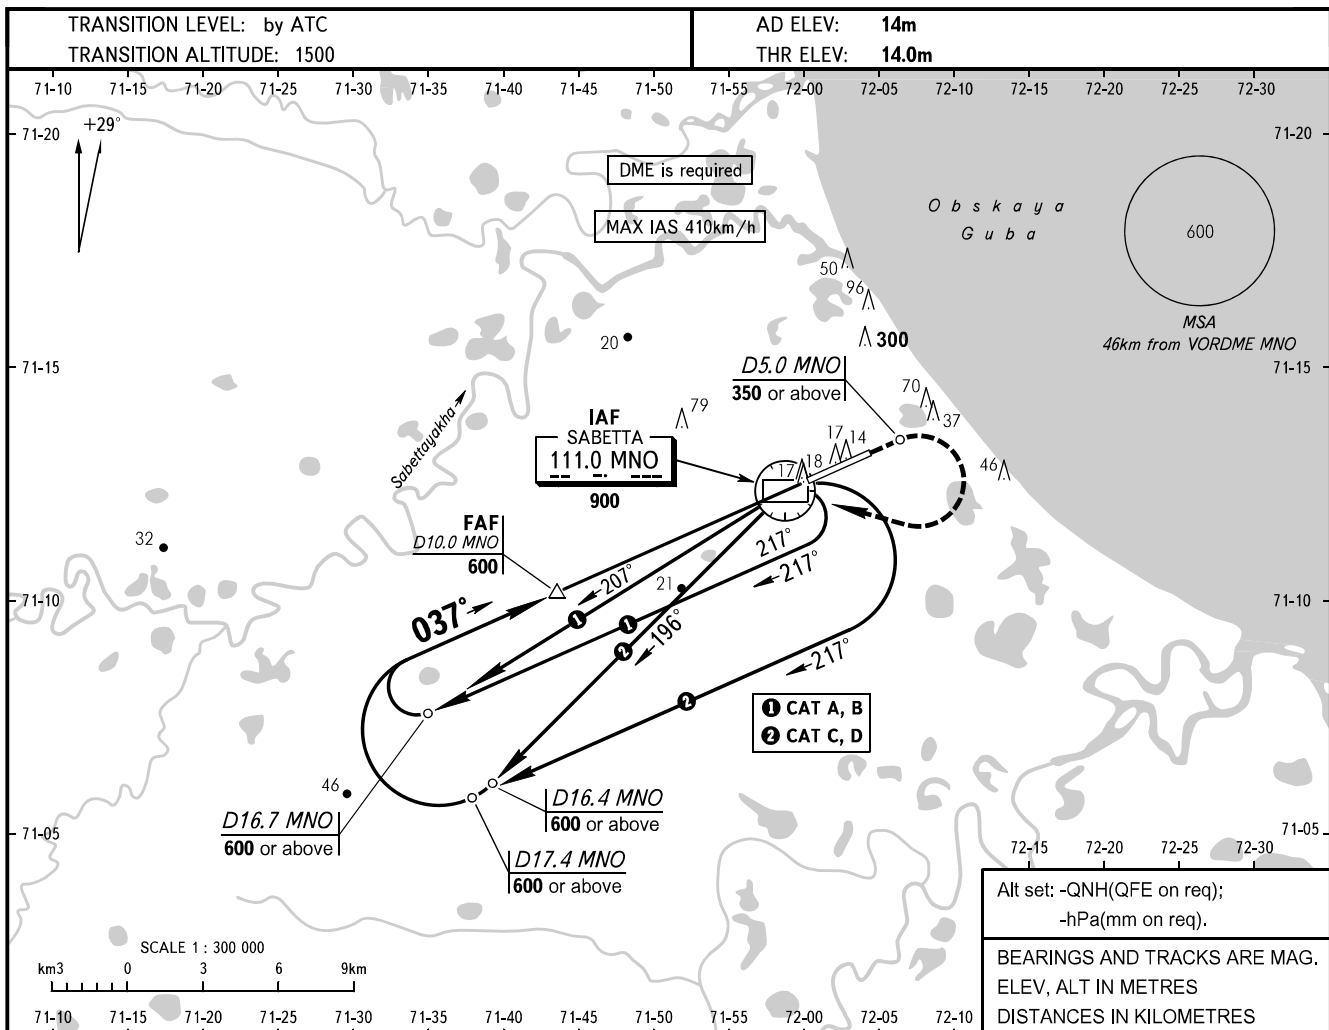 TRANSITION LEVEL: by ATC
TRANSITION ALTITUDE: 1500
AD ELEV: 14m
THR ELEV: 14.0m
71-10 71-15 71-20 71-25 71-30 71-35 71-40 71-45 71-50 71-55 72-00 72-05 72-10 72-15 72-20 72-25 72-30
+29°
71-20
71-20
DME is required
MAX IAS 410km/h
Obskaya
Guba
600
MSA
46km from VORDME MNO
50
96
300
20
71-15
71-15
D5.0 MNO
350 or above
70
37
79
IAF
SABETTA
111.0 MNO
900
17
14
17
18
46
Sabettayakha
32
FAF
D10.0 MNO
600
217°
217°
207°
21
196°
217°
037°
71-10
71-10
1
1
2
2
1 CAT A, B
2 CAT C, D
46
D16.7 MNO
600 or above
D16.4 MNO
600 or above
D17.4 MNO
600 or above
71-05
71-05
72-15 72-20 72-25 72-30
Alt set: -QNH(QFE on req);
-hPa(mm on req).
BEARINGS AND TRACKS ARE MAG.
ELEV, ALT IN METRES
DISTANCES IN KILOMETRES
SCALE 1 : 300 000
km3 0 3 6 9km
71-10 71-15 71-20 71-25 71-30 71-35 71-40 71-45 71-50 71-55 72-00 72-05 72-10